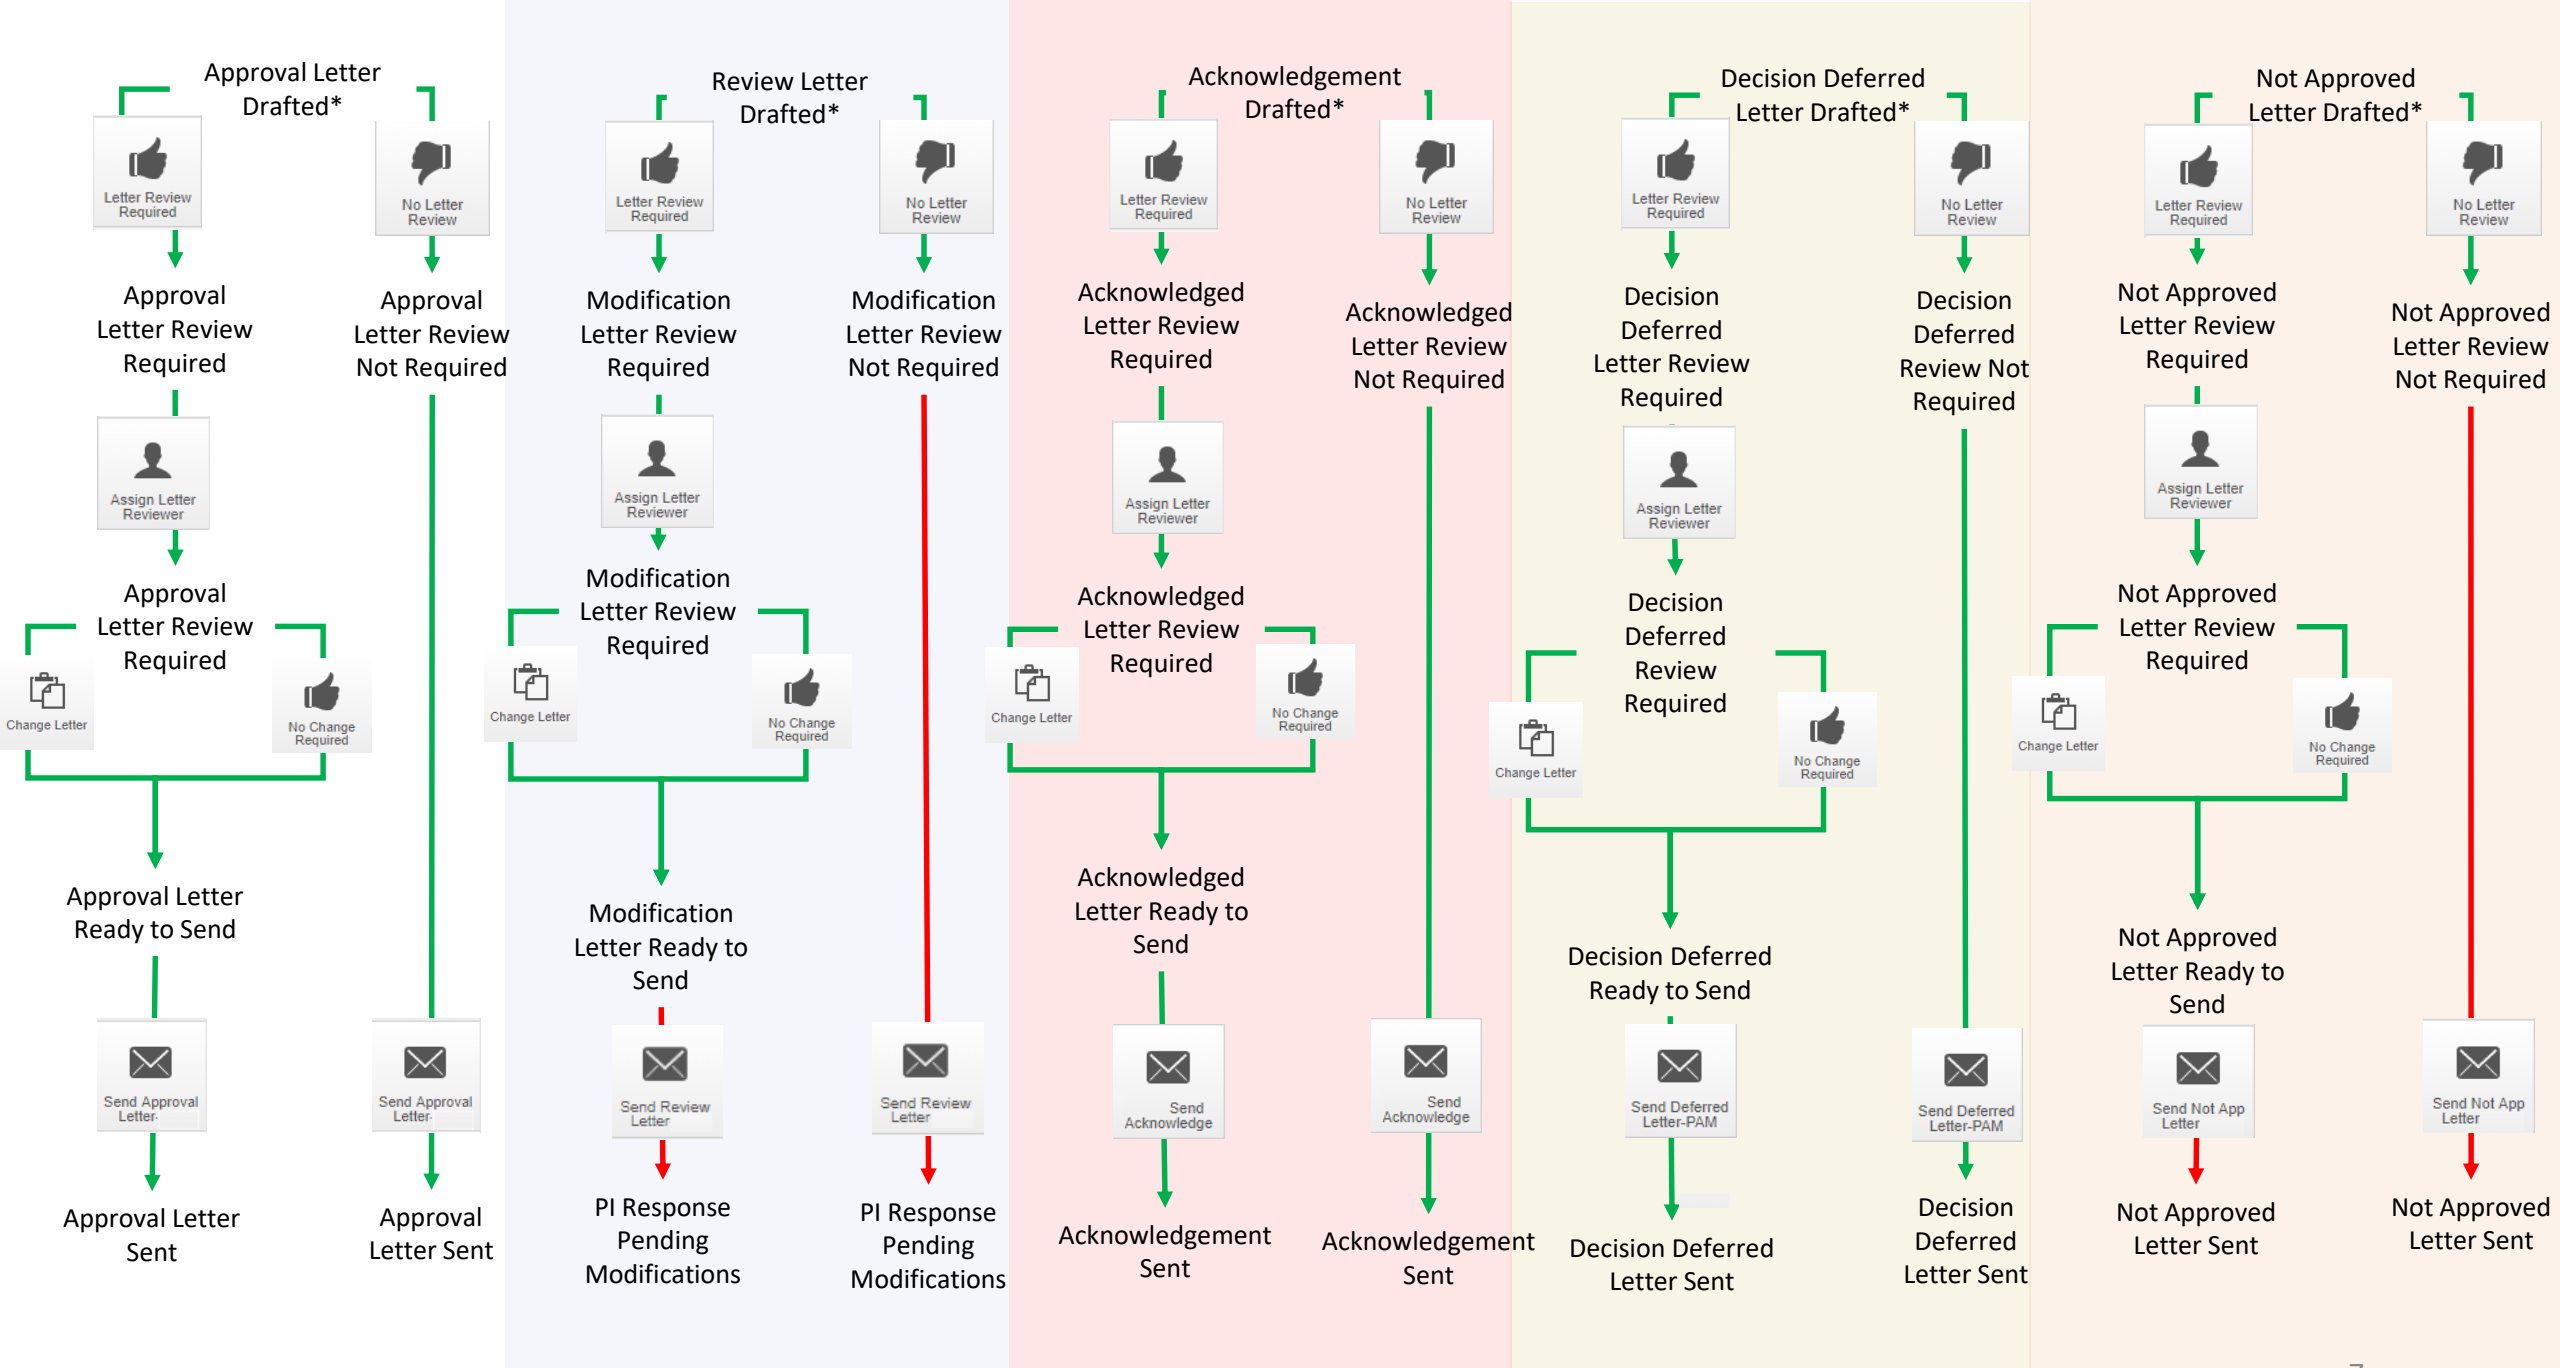 Approval Letter
Drafted*
Letter Review
Required
No Letter
Review
Approval
Letter Review
Required
Approval
Letter Review
Not Required
Assign Letter
Reviewer
Approval
Letter Review
Required
Change Letter
No Change
Required
Approval Letter
Ready to Send
Send Approval
Letter-
Send Approval
Letter-
Approval Letter
Sent
Approval
Letter Sent
Review Letter
Drafted*
Letter Review
Required
No Letter
Review
Modification
Letter Review
Required
Modification
Letter Review
Not Required
Assign Letter
Reviewer
Modification
Letter Review
Required
Change Letter
No Change
Required
Modification
Letter Ready to
Send
Send Review
Letter
Send Review
Letter
PI Response
Pending
Modifications
PI Response
Pending
Modifications
Acknowledgement
Drafted*
Letter Review
Required
No Letter
Review
Acknowledged
Letter Review
Required
Acknowledged
Letter Review
Not Required
Assign Letter
Reviewer
Acknowledged
Letter Review
Required
Change Letter
No Change
Required
Acknowledged
Letter Ready to
Send
Send
Acknowledge
Send
Acknowledge
Acknowledgement
Sent
Acknowledgement
Sent
Decision Deferred
Letter Drafted*
Letter Review
Required
No Letter
Review
Decision
Deferred
Letter Review
Required
Decision
Deferred
Review Not
Required
Assign Letter
Reviewer
Decision
Deferred
Review
Required
Change Letter
No Change
Required
Decision Deferred
Ready to Send
Send Deferred
Letter-PAM
Send Deferred
Letter-PAM
Decision Deferred
Letter Sent
Decision
Deferred
Letter Sent
Not Approved
Letter Drafted*
Letter Review
Required
No Letter
Review
Not Approved
Letter Review
Required
Not Approved
Letter Review
Not Required
Assign Letter
Reviewer
Not Approved
Letter Review
Required
Change Letter
No Change
Required
Not Approved
Letter Ready to
Send
Send Not App
Letter
Send Not App
Letter
Not Approved
Letter Sent
Not Approved
Letter Sent